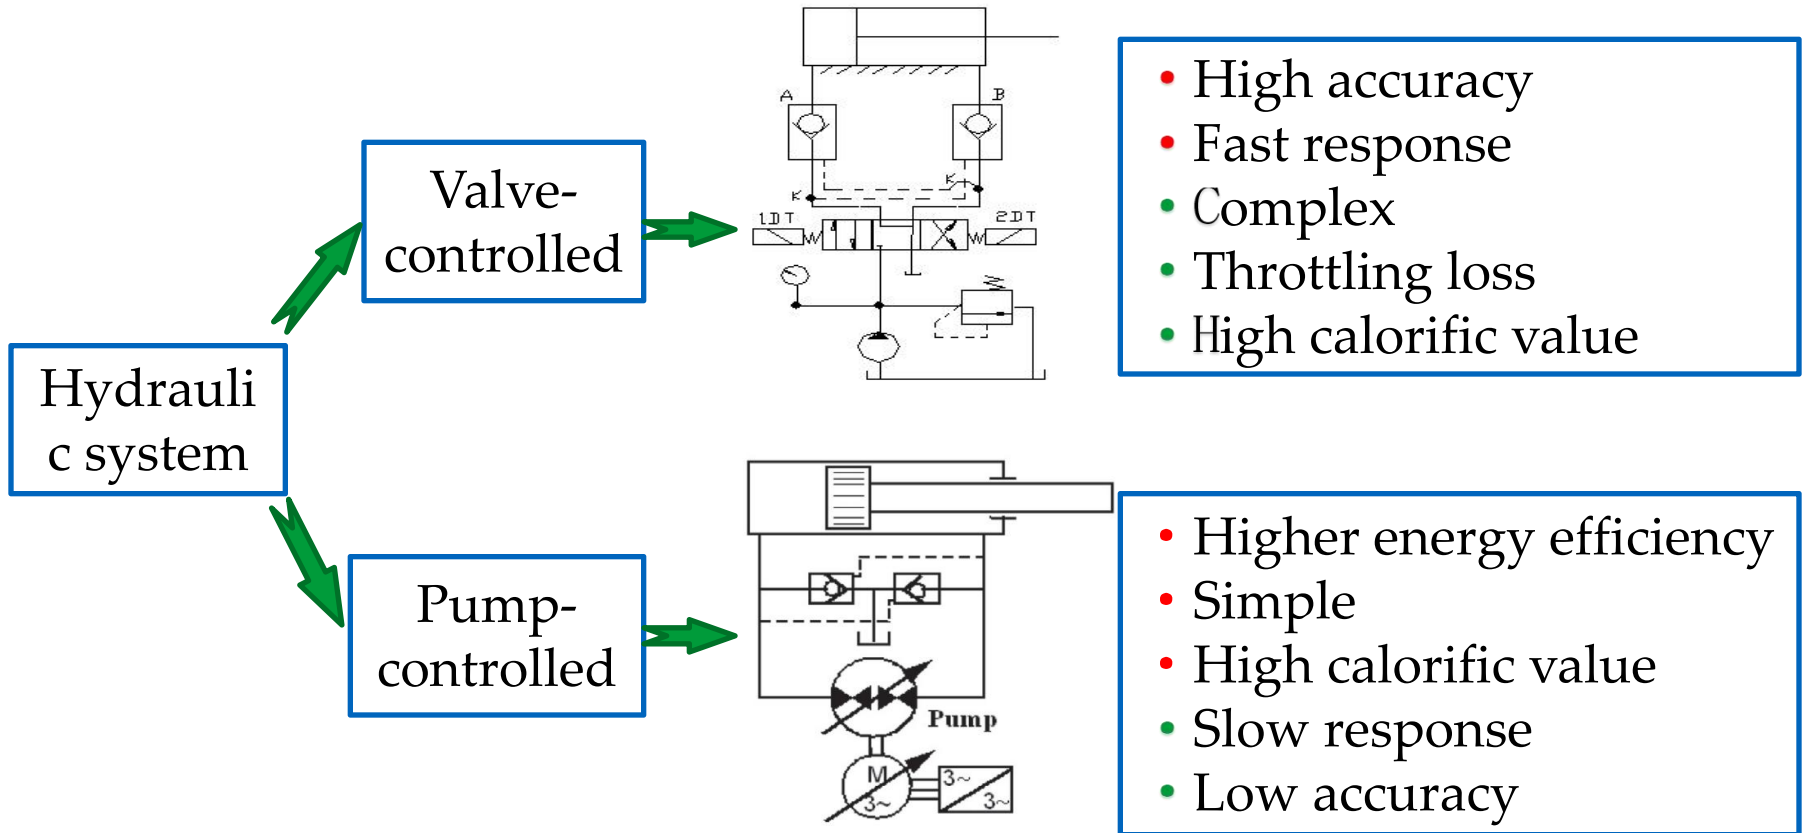 Hydrauli
c system
Valve-
controlled
Pump-
controlled
A
B
K
K
1DT
2DT
• High accuracy
• Fast response
• Complex
• Throttling loss
• High calorific value
Pump
M
3~
3~
3~
• Higher energy efficiency
• Simple
• High calorific value
• Slow response
• Low accuracy